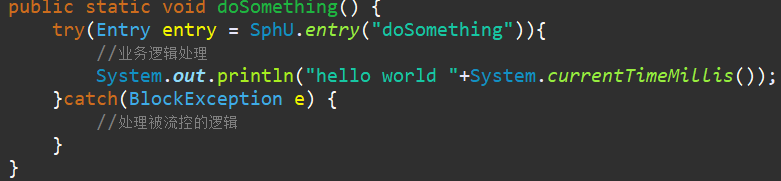 public static void doSomething() {
try(Entry entry = SphU.entry("doSomething")){
//业务逻辑处理
System.out.println("hello world "+System.currentTimeMillis());
}catch(BlockException e) {
//处理被流控的逻辑
}
}